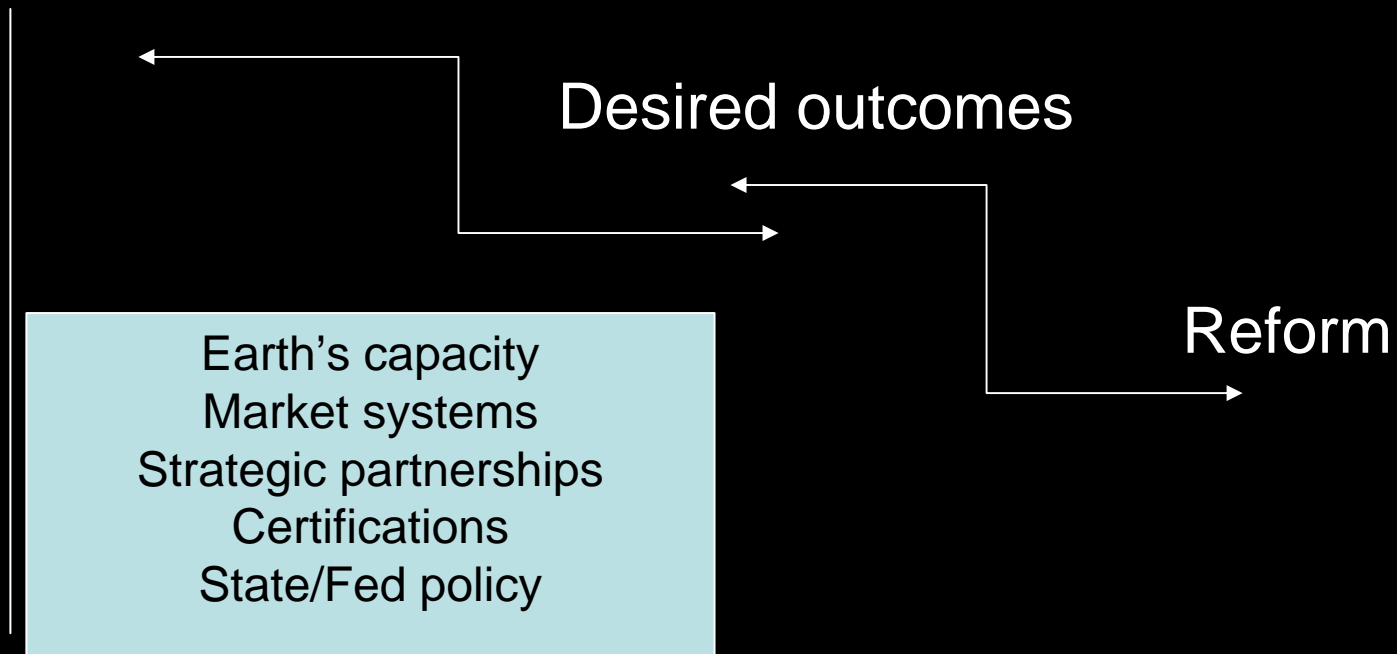 Desired outcomes
Reform
Earth’s capacity
Market systems
Strategic partnerships
Certifications
State/Fed policy